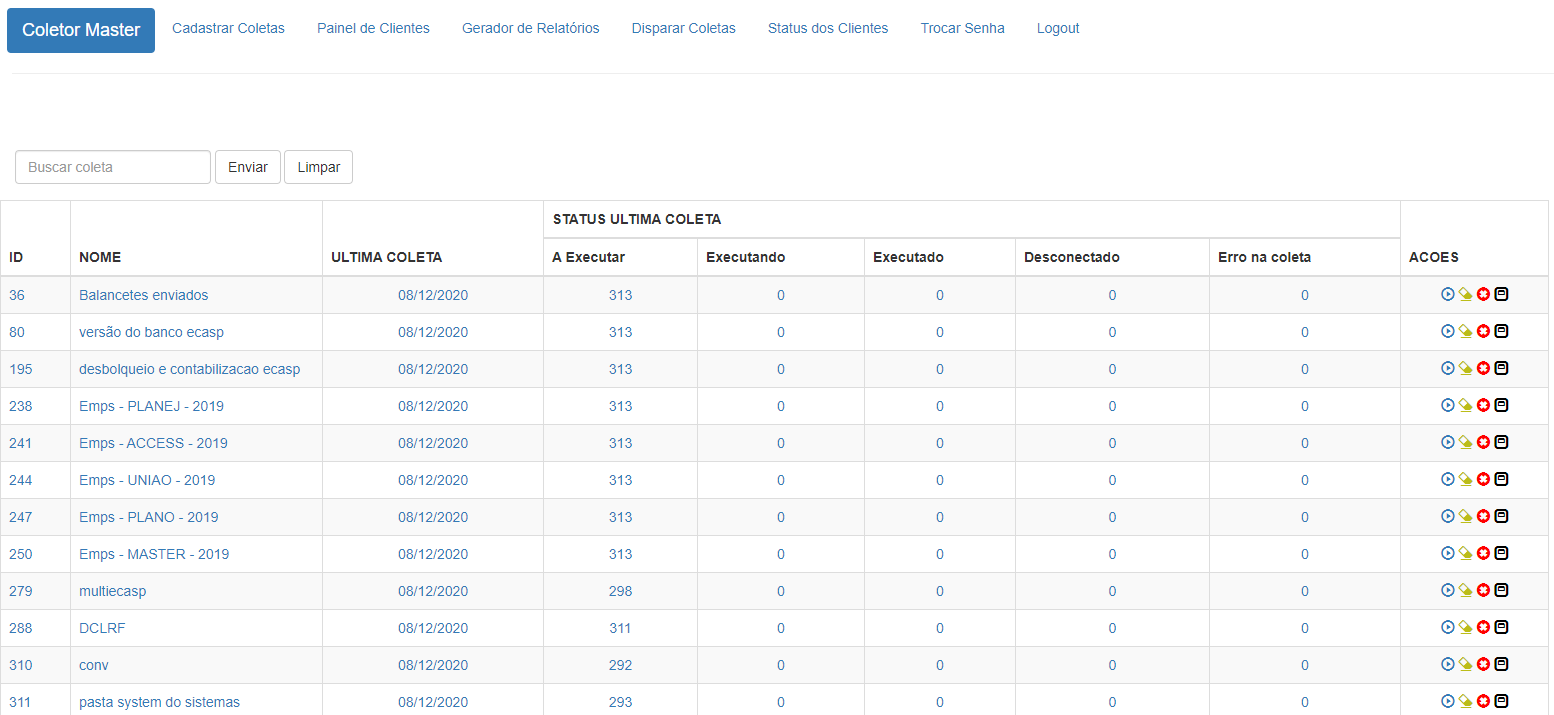 Coletor Master Cadastrar Coletas Painel de Clientes Gerador de Relatórios Disparar Coletas Status dos Clientes Trocar Senha Logout
Buscar coleta Enviar Limpar
STATUS ULTIMA COLETA
ID NOME ULTIMA COLETA A Executar Executando Executado Desconectado Erro na coleta ACOES
36 Balancetes enviados 08/12/2020 313 0 0 0 0
80 versão do banco ecasp 08/12/2020 313 0 0 0 0
195 desbolqueio e contabilizacao ecasp 08/12/2020 313 0 0 0 0
238 Emps - PLANEJ - 2019 08/12/2020 313 0 0 0 0
241 Emps - ACCESS - 2019 08/12/2020 313 0 0 0 0
244 Emps - UNIAO - 2019 08/12/2020 313 0 0 0 0
247 Emps - PLANO - 2019 08/12/2020 313 0 0 0 0
250 Emps - MASTER - 2019 08/12/2020 313 0 0 0 0
279 multiecasp 08/12/2020 298 0 0 0 0
288 DCLRF 08/12/2020 311 0 0 0 0
310 conv 08/12/2020 292 0 0 0 0
311 pasta system do sistemas 08/12/2020 293 0 0 0 0